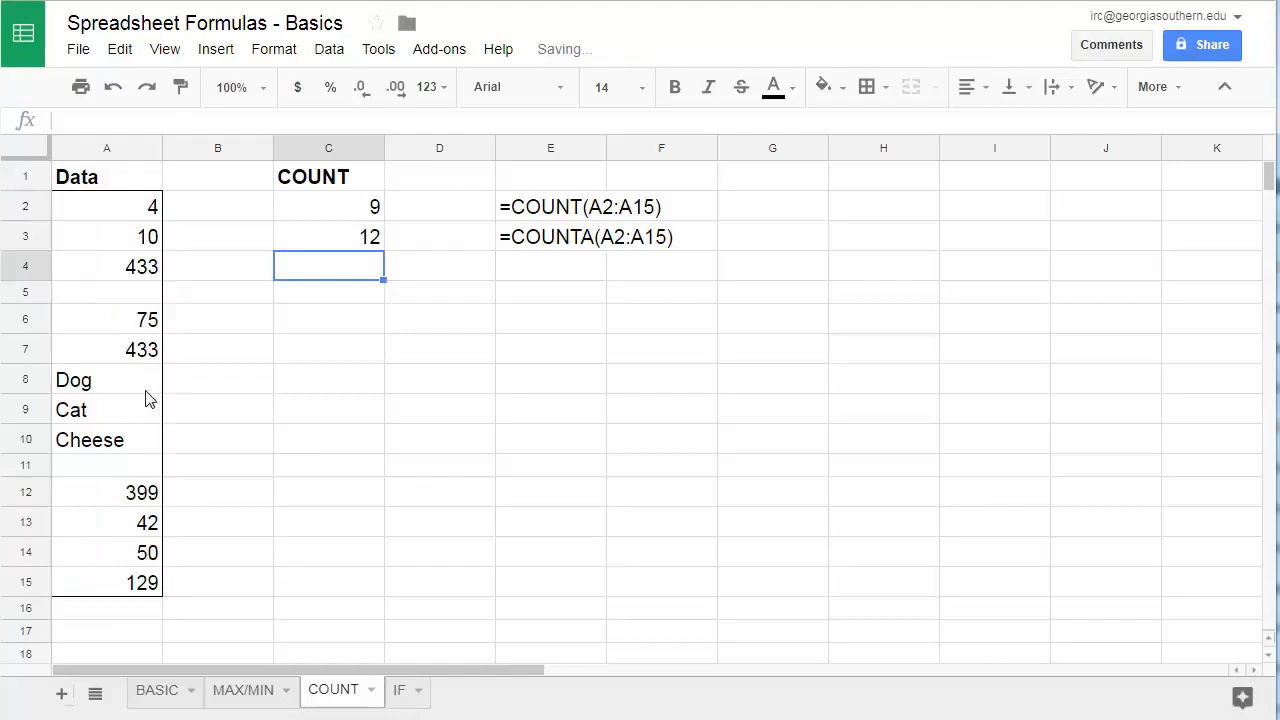 Spreadsheet Formulas - Basics
irc@georgiasouthern.edu
File Edit View Insert Format Data Tools Add-ons Help Saving...
Comments Share
100% $ % .0 .00 123 Arial 14 B I S A More
fx
A B C D E F G H I J K
1 Data COUNT
2 4 9 =COUNT(A2:A15)
3 10 12 =COUNTA(A2:A15)
4 433
5
6 75
7 433
8 Dog
9 Cat
10 Cheese
11
12 399
13 42
14 50
15 129
16
17
18
+ BASIC MAX/MIN COUNT IF